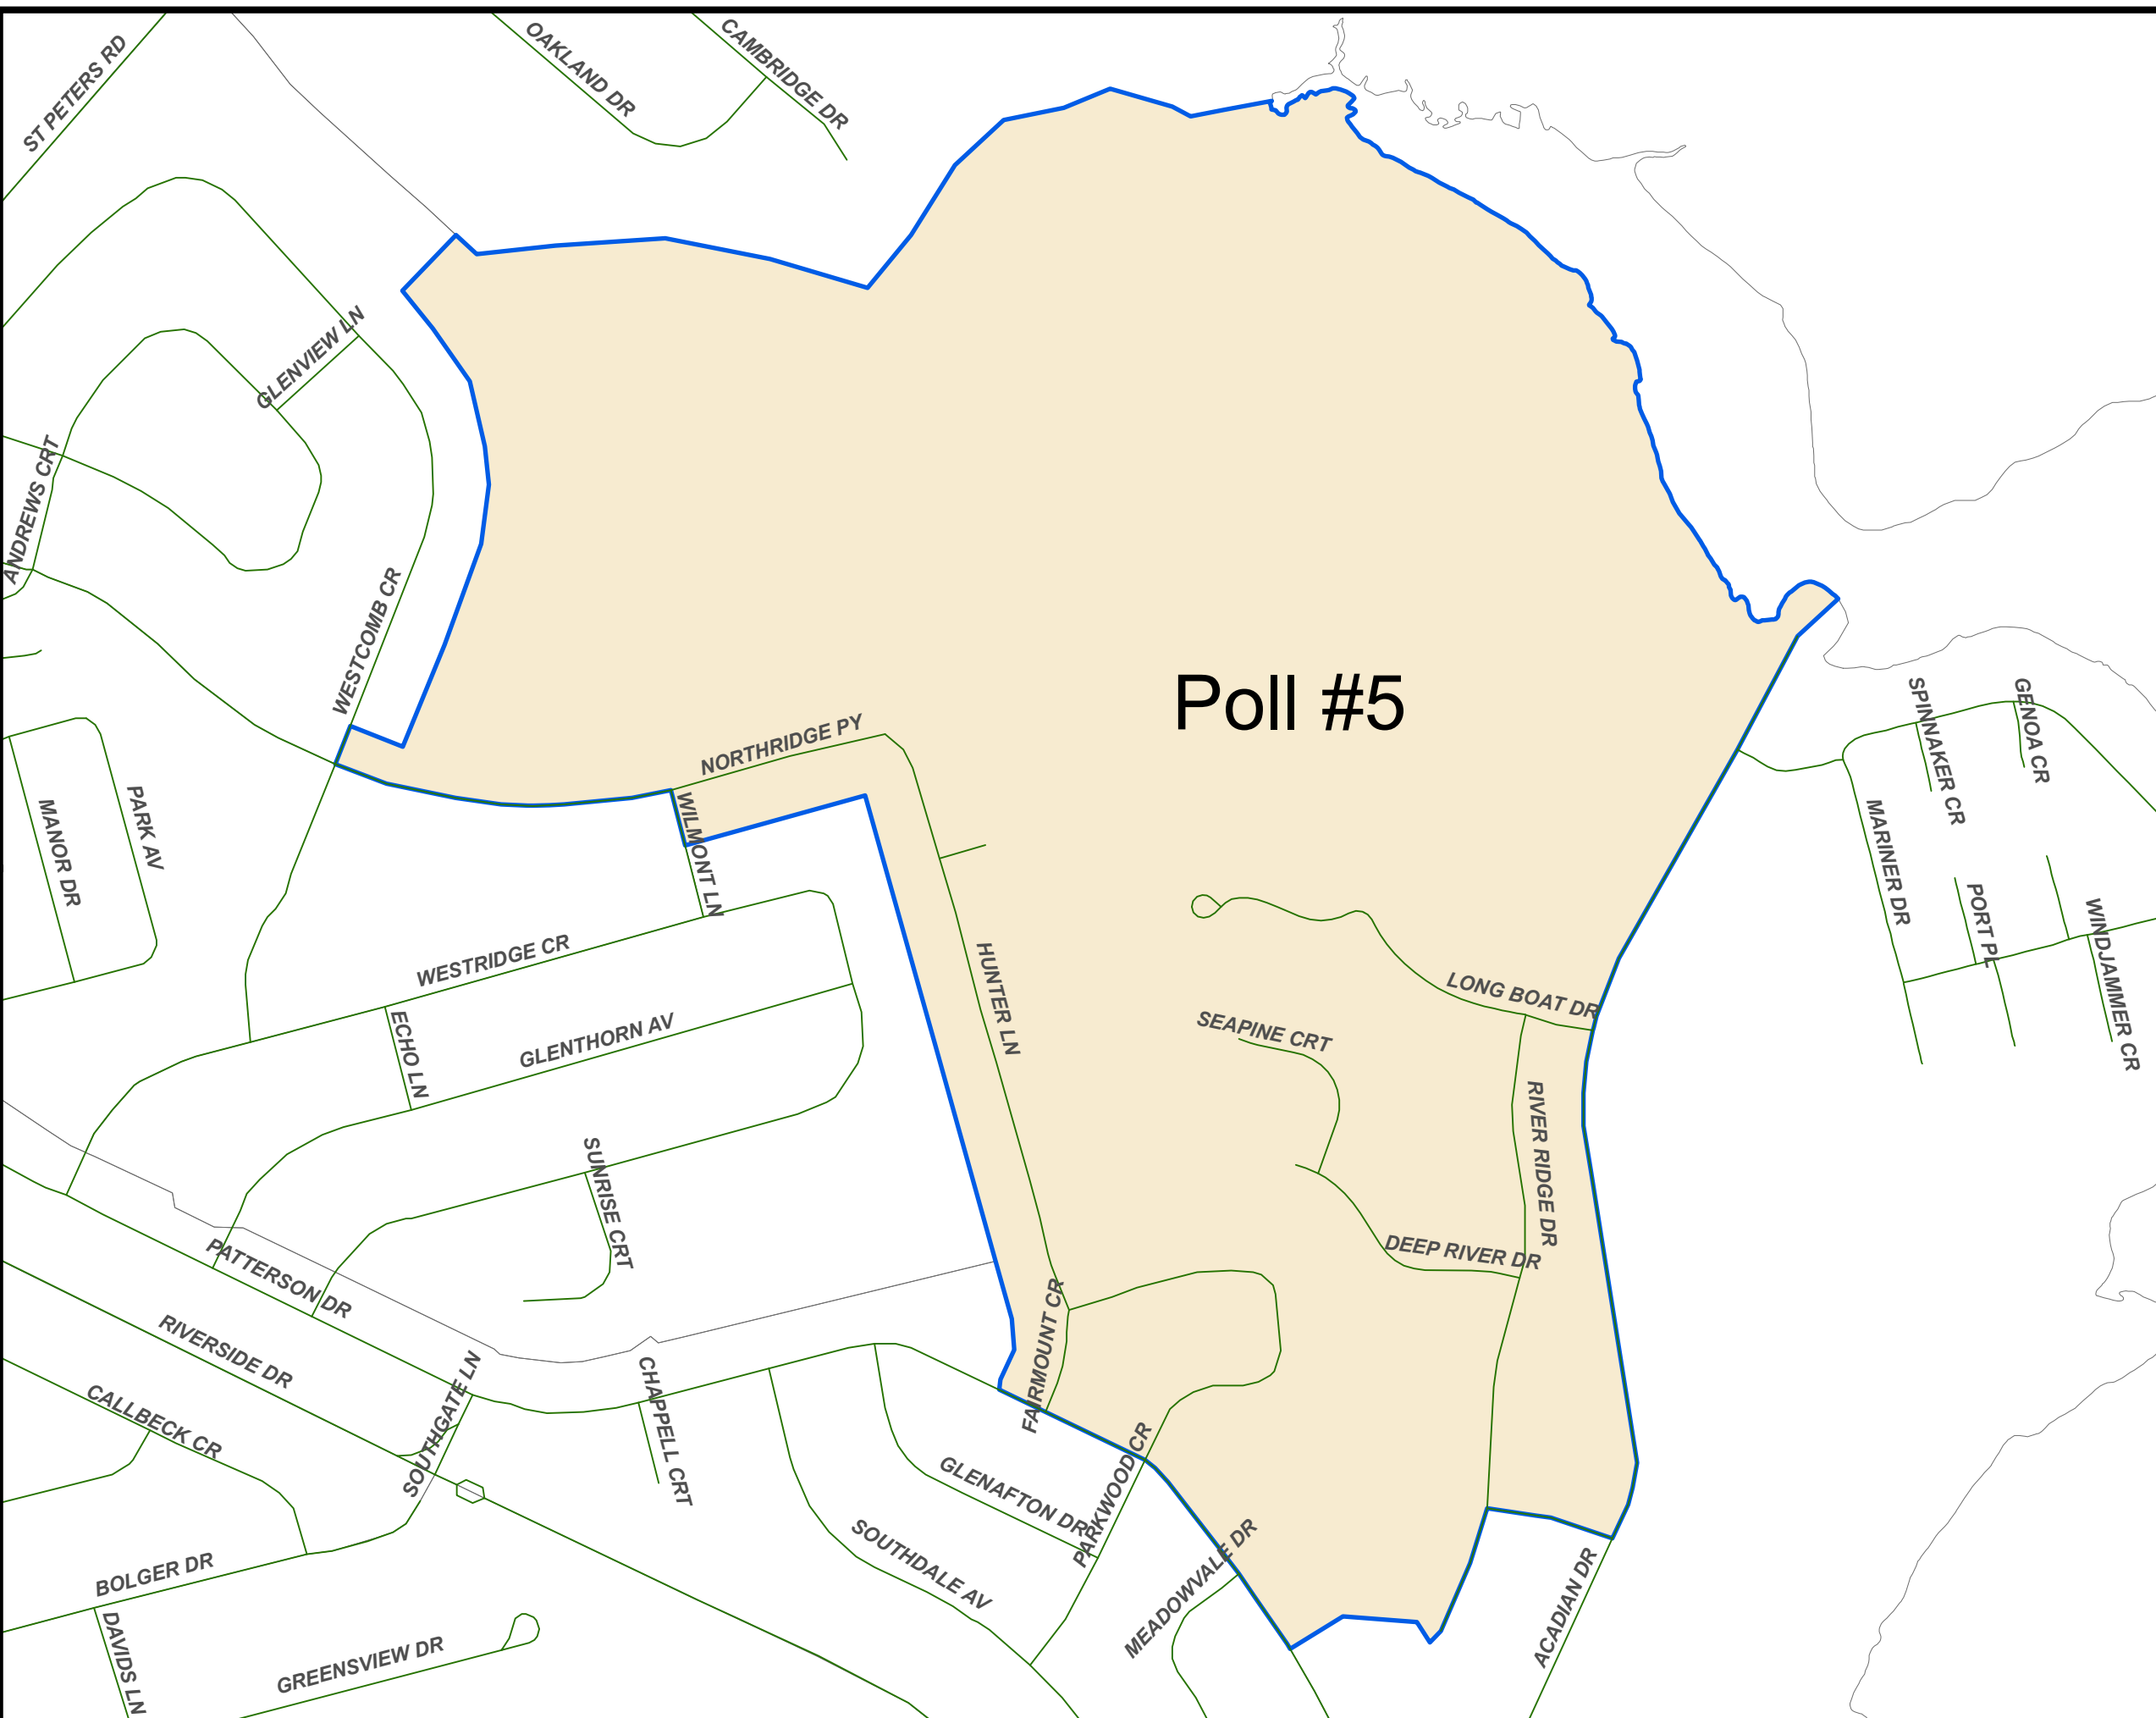 ST PETERS RD
OAKLAND DR
CAMBRIDGE DR
GLENVIEW LN
ANDREWS CRT
WESTCOMB CR
Poll #5
NORTHRIDGE PY
WILMONT LN
SPINNAKER CR
GENOA CR
MANOR DR
PARK AV
MARINER DR
PORT PL
WINDJAMMER CR
WESTRIDGE CR
HUNTER LN
LONG BOAT DR
SEAPINE CRT
ECHO LN
GLENTHORN AV
RIVER RIDGE DR
SUNRISE CRT
DEEP RIVER DR
PATTERSON DR
FAIRMOUNT CR
RIVERSIDE DR
CALLBECK CR
SOUTHGATE LN
CHAPPELL CRT
PARKWOOD CR
GLENAFTON DR
SOUTHDALE AV
MEADOWVALE DR
ACADIAN DR
BOLGER DR
DAVIDS LN
GREENSVIEW DR